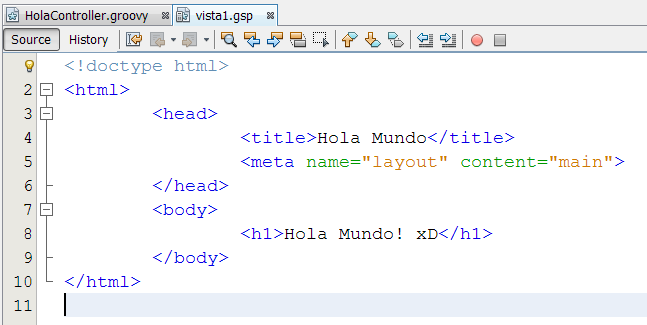 HolaController.groovy vista1.gsp
Source History
<!doctype html>
2 <html>
3 <head>
4 <title>Hola Mundo</title>
5 <meta name="layout" content="main">
6 </head>
7 <body>
8 <h1>Hola Mundo! xD</h1>
9 </body>
10 </html>
11